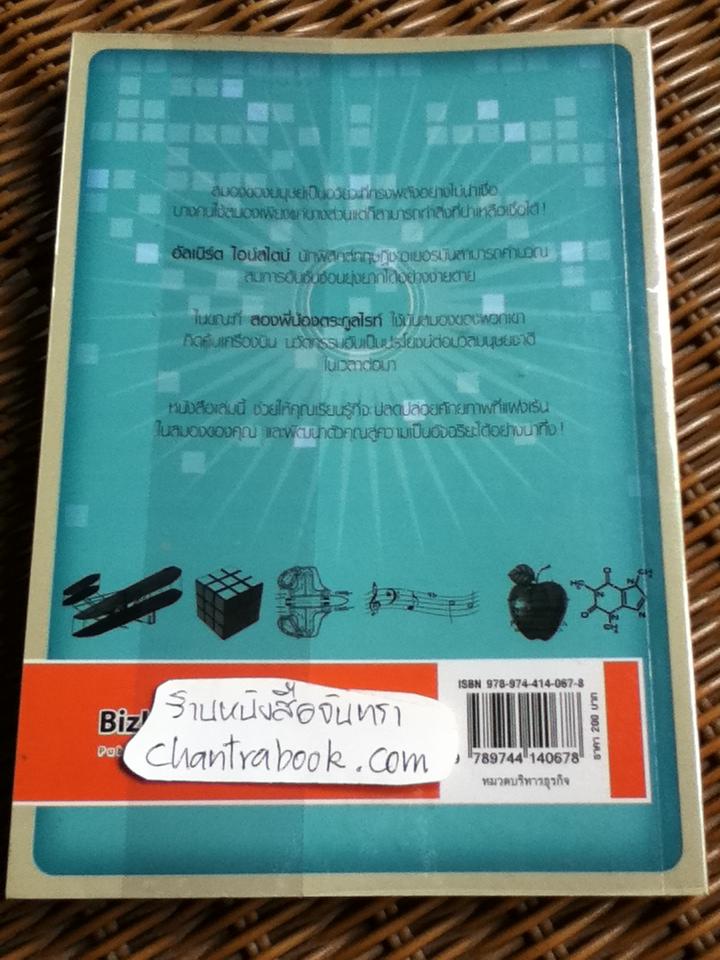 สมองของมนุษย์เป็นอวัยวะที่ทรงพลังอย่างไม่น่าเชื่อ
บางคนใช้สมองเพียงแค่บางส่วนแต่ก็สามารถทำสิ่งที่น่าเหลือเชื่อได้ !
อัลเบิร์ต ไอน์สไตน์ นักฟิสิกส์ทฤษฎีชาวเยอรมันสามารถคำนวณ
สมการอันซับซ้อนยุ่งยากได้อย่างง่ายดาย
ในขณะที่ สองพี่น้องตระกูลไรท์ ใช้มันสมองของพวกเขา
คิดค้นเครื่องบิน นวัตกรรมอันเป็นประโยชน์ต่อมวลมนุษยชาติ
ในเวลาต่อมา
หนังสือเล่มนี้ ช่วยให้คุณเรียนรู้ที่จะปลดปล่อยศักยภาพที่แฝงเร้น
ในสมองของคุณ และพัฒนาตัวคุณสู่ความเป็นอัจฉริยะได้อย่างน่าทึ่ง !
ISBN 978-974-414-067-8
9 789744 140678
ราคา 200 บาท
หมวดบริหารธุรกิจ
ร้านหนังสือจันทรา
chantrabook.com